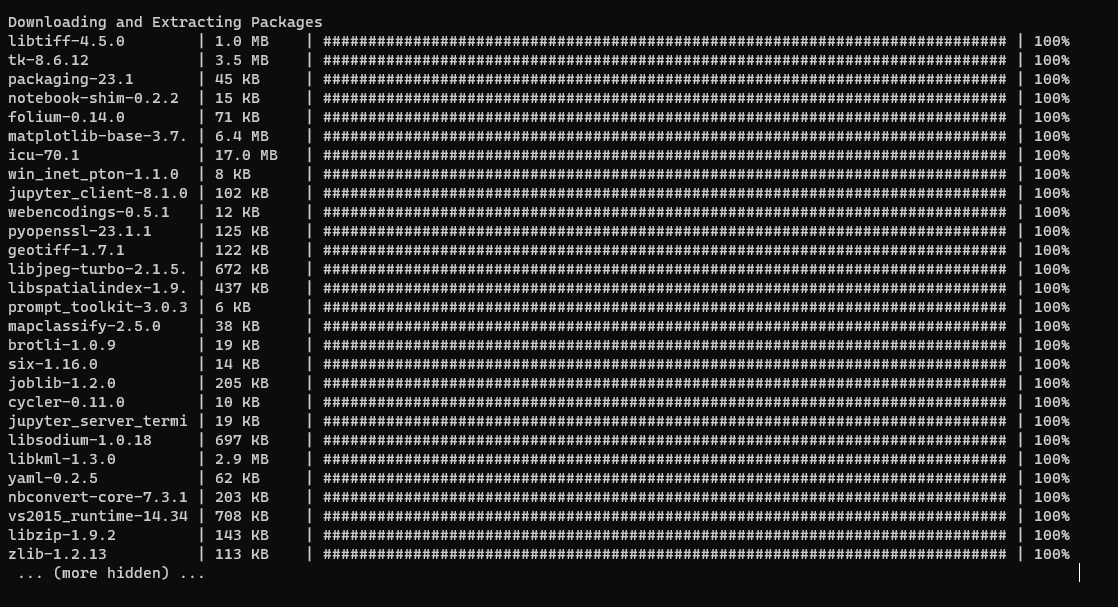 Downloading and Extracting Packages
libtiff-4.5.0        | 1.0 MB    | ############################################################################ | 100%
tk-8.6.12            | 3.5 MB    | ############################################################################ | 100%
packaging-23.1       | 45 KB     | ############################################################################ | 100%
notebook-shim-0.2.2  | 15 KB     | ############################################################################ | 100%
folium-0.14.0        | 71 KB     | ############################################################################ | 100%
matplotlib-base-3.7. | 6.4 MB    | ############################################################################ | 100%
icu-70.1             | 17.0 MB   | ############################################################################ | 100%
win_inet_pton-1.1.0  | 8 KB      | ############################################################################ | 100%
jupyter_client-8.1.0 | 102 KB    | ############################################################################ | 100%
webencodings-0.5.1   | 12 KB     | ############################################################################ | 100%
pyopenssl-23.1.1     | 125 KB    | ############################################################################ | 100%
geotiff-1.7.1        | 122 KB    | ############################################################################ | 100%
libjpeg-turbo-2.1.5. | 672 KB    | ############################################################################ | 100%
libspatialindex-1.9. | 437 KB    | ############################################################################ | 100%
prompt_toolkit-3.0.3 | 6 KB      | ############################################################################ | 100%
mapclassify-2.5.0    | 38 KB     | ############################################################################ | 100%
brotli-1.0.9         | 19 KB     | ############################################################################ | 100%
six-1.16.0           | 14 KB     | ############################################################################ | 100%
joblib-1.2.0         | 205 KB    | ############################################################################ | 100%
cycler-0.11.0        | 10 KB     | ############################################################################ | 100%
jupyter_server_termi | 19 KB     | ############################################################################ | 100%
libsodium-1.0.18     | 697 KB    | ############################################################################ | 100%
libkml-1.3.0         | 2.9 MB    | ############################################################################ | 100%
yaml-0.2.5           | 62 KB     | ############################################################################ | 100%
nbconvert-core-7.3.1 | 203 KB    | ############################################################################ | 100%
vs2015_runtime-14.34 | 708 KB    | ############################################################################ | 100%
libzip-1.9.2         | 143 KB    | ############################################################################ | 100%
zlib-1.2.13          | 113 KB    | ############################################################################ | 100%
 ... (more hidden) ...